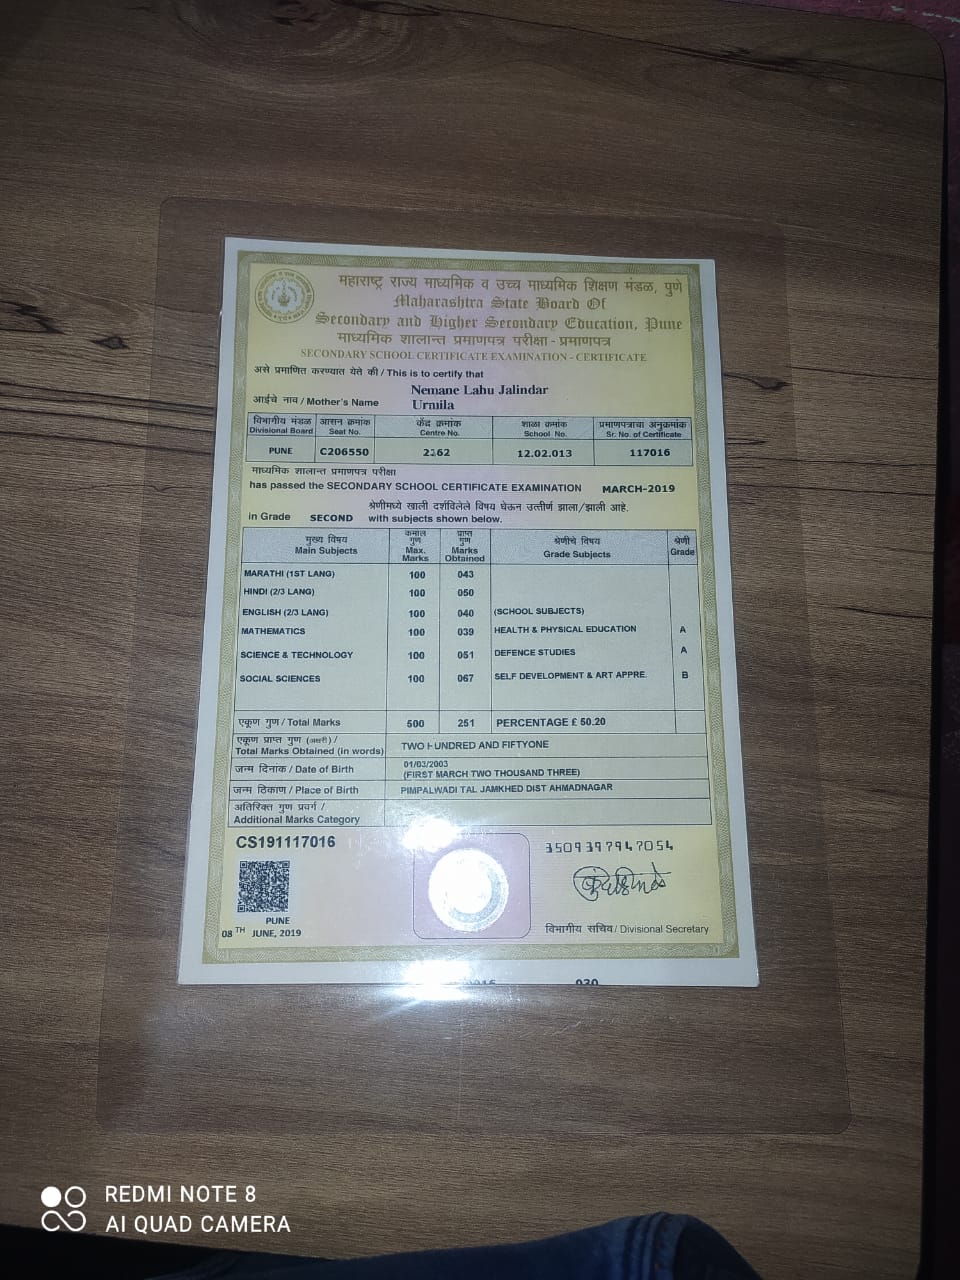 महाराष्ट्र राज्य माध्यमिक व उच्च माध्यमिक शिक्षण मंडळ, पुणे
Maharashtra State Board Of
Secondary and Higher Secondary Education, Pune
माध्यमिक शालान्त प्रमाणपत्र परीक्षा - प्रमाणपत्र
SECONDARY SCHOOL CERTIFICATE EXAMINATION - CERTIFICATE
असे प्रमाणित करण्यात येते की / This is to certify that
Nemane Lahu Jalindar
आईचे नाव / Mother's Name Urmila
विभागीय मंडळ आसन क्रमांक केंद्र क्रमांक शाळा क्रमांक प्रमाणपत्राचा अनुक्रमांक
Divisional Board Seat No. Centre No. School No. Sr. No. of Certificate
PUNE C206550 12.02.013 117016
माध्यमिक शालान्त प्रमाणपत्र परीक्षा
has passed the SECONDARY SCHOOL CERTIFICATE EXAMINATION MARCH-2019
श्रेणीमध्ये खाली दर्शविलेले विषय घेऊन उत्तीर्ण झाला/झाली आहे.
in Grade SECOND with subjects shown below.
मुख्य विषय कमाल गुण प्राप्त गुण श्रेणीचे विषय श्रेणी
Main Subjects Max. Marks Marks Obtained Grade Subjects Grade
MARATHI (1ST LANG) 100 043
HINDI (2/3 LANG) 100 050
ENGLISH (2/3 LANG) 100 040 (SCHOOL SUBJECTS)
MATHEMATICS 100 039 HEALTH & PHYSICAL EDUCATION A
SCIENCE & TECHNOLOGY 100 051 DEFENCE STUDIES A
SOCIAL SCIENCES 100 067 SELF DEVELOPMENT & ART APPRE. B
एकूण गुण / Total Marks 500 251 PERCENTAGE £ 50.20
एकूण प्राप्त गुण (अक्षरी) /
Total Marks Obtained (in words) TWO HUNDRED AND FIFTYONE
जन्म दिनांक / Date of Birth 01/03/2003
(FIRST MARCH TWO THOUSAND THREE)
जन्म ठिकाण / Place of Birth PIMPALWADI TAL JAMKHED DIST AHMADNAGAR
अतिरिक्त गुण प्रवर्ग /
Additional Marks Category
CS191117016
3509397947054
PUNE
08 TH JUNE, 2019
विभागीय सचिव / Divisional Secretary
030
REDMI NOTE 8
AI QUAD CAMERA